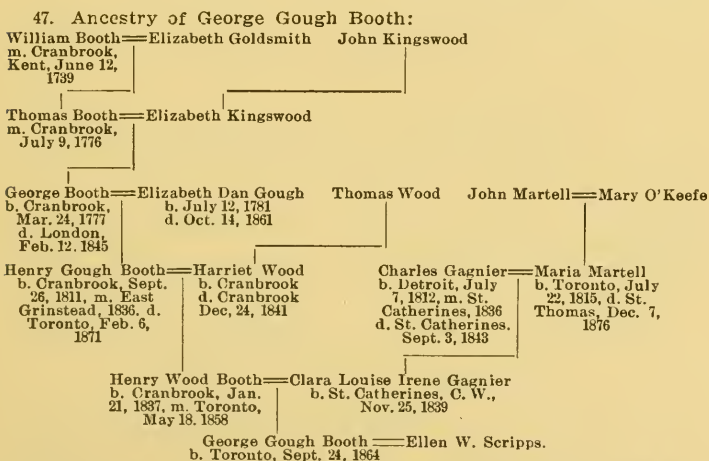 47. Ancestry of George Gough Booth:
William Booth==Elizabeth Goldsmith John Kingswood
m. Cranbrook,
Kent, June 12,
1739
Thomas Booth==Elizabeth Kingswood
m. Cranbrook,
July 9, 1776
George Booth==Elizabeth Dan Gough Thomas Wood John Martell==Mary O'Keefe
b. Cranbrook, b. July 12, 1781
Mar. 24, 1777 d. Oct. 14, 1861
d. London,
Feb. 12. 1845
Henry Gough Booth==Harriet Wood Charles Gagnier==Maria Martell
b. Cranbrook, Sept. b. Cranbrook b. Detroit, July b. Toronto, July
26, 1811, m. East d. Cranbrook 7, 1812, m. St. 22, 1815, d. St.
Grinstead, 1836. d. Dec, 24, 1841 Catherines, 1836 Thomas, Dec. 7,
Toronto, Feb. 6, d. St. Catherines. 1876
1871 Sept. 3, 1843
Henry Wood Booth==Clara Louise Irene Gagnier
b. Cranbrook, Jan. b. St. Catherines, C. W.,
21, 1837, m. Toronto, Nov. 25, 1839
May 18. 1858
George Gough Booth==Ellen W. Scripps.
b. Toronto, Sept. 24, 1864